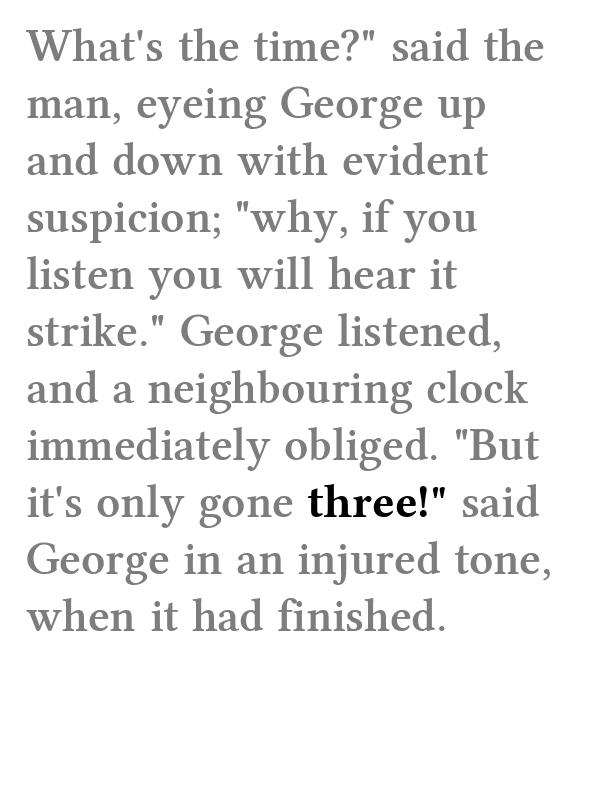 What's the time?" said the
man, eyeing George up
and down with evident
suspicion; "why, if you
listen you will hear it
strike." George listened,
and a neighbouring clock
immediately obliged. "But
it's only gone three!" said
George in an injured tone,
when it had finished.